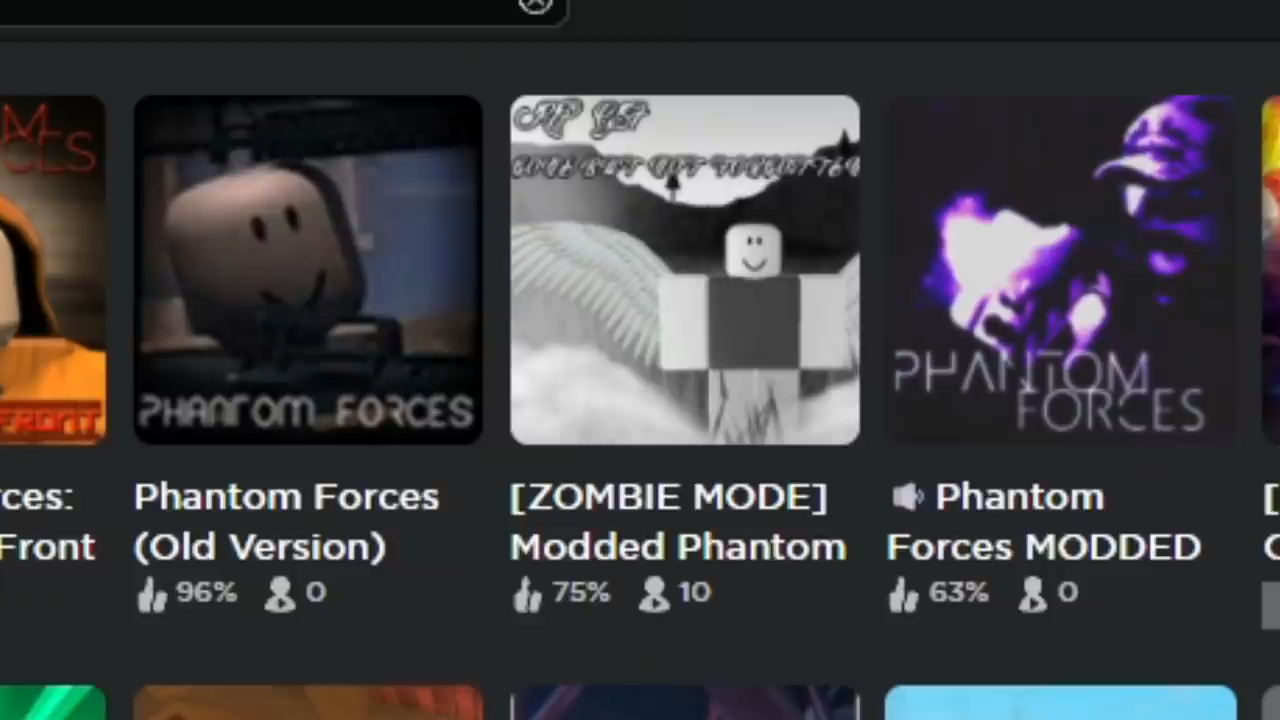 PHANTOM FORCES
PHANTOM
FORCES
FRONT
rces:
Front
Phantom Forces
(Old Version)
96% 0
[ZOMBIE MODE]
Modded Phantom
75% 10
Phantom
Forces MODDED
63% 0
[